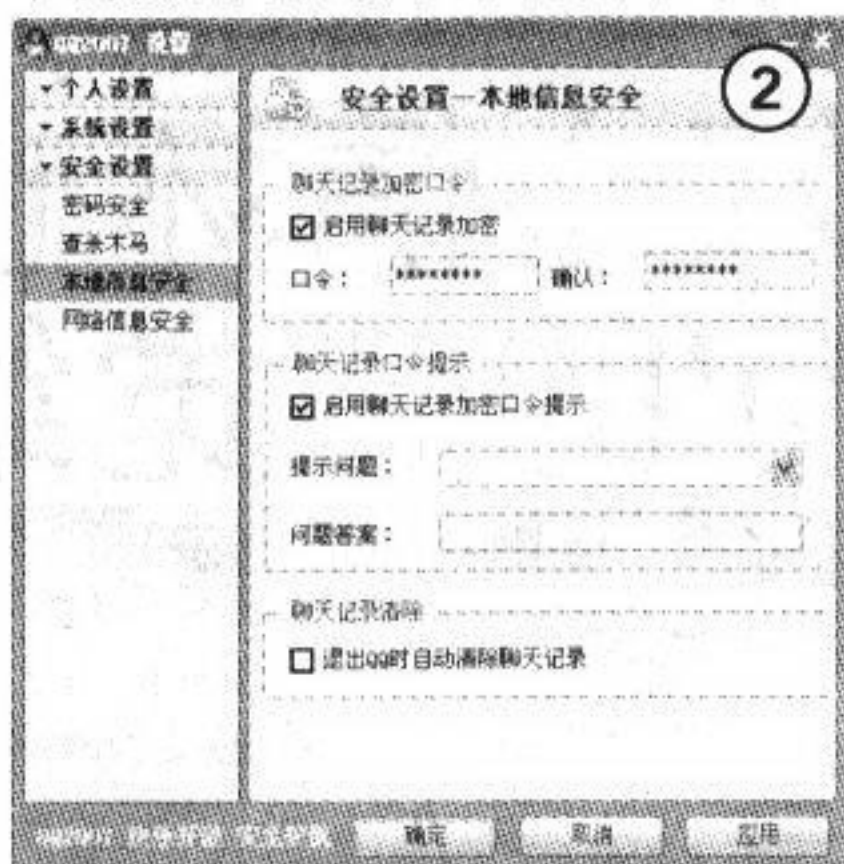 QQ2007 设置
②
个人设置
系统设置
安全设置
密码安全
查杀木马
本地信息安全
网络信息安全
安全设置—本地信息安全
聊天记录加密口令
启用聊天记录加密
口令： ******** 确认： ********
聊天记录口令提示
启用聊天记录加密口令提示
提示问题：
问题答案：
聊天记录清除
退出QQ时自动清除聊天记录
确定 取消 应用